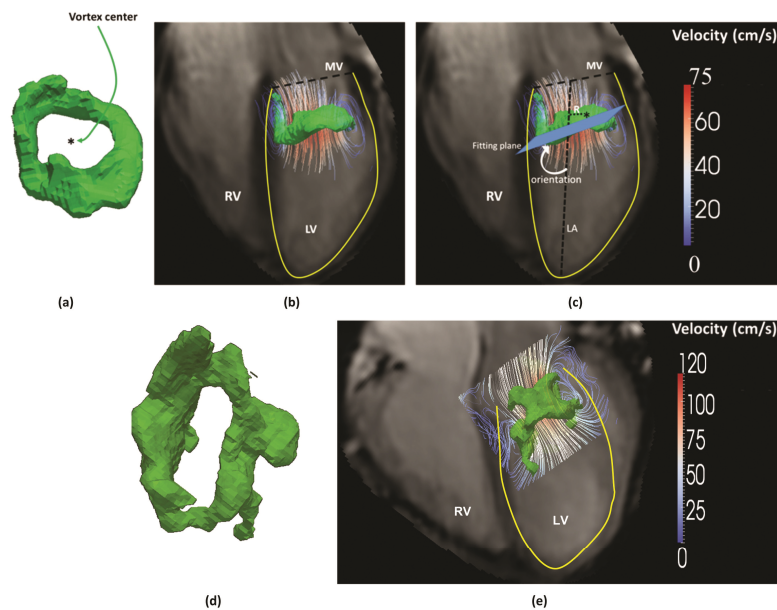 Vortex center
*
(a)
MV
RV
LV
(b)
MV
R
*
Fitting plane
orientation
RV
LA
(c)
Velocity (cm/s)
75
60
40
20
0
(d)
RV
LV
(e)
Velocity (cm/s)
120
100
75
50
25
0